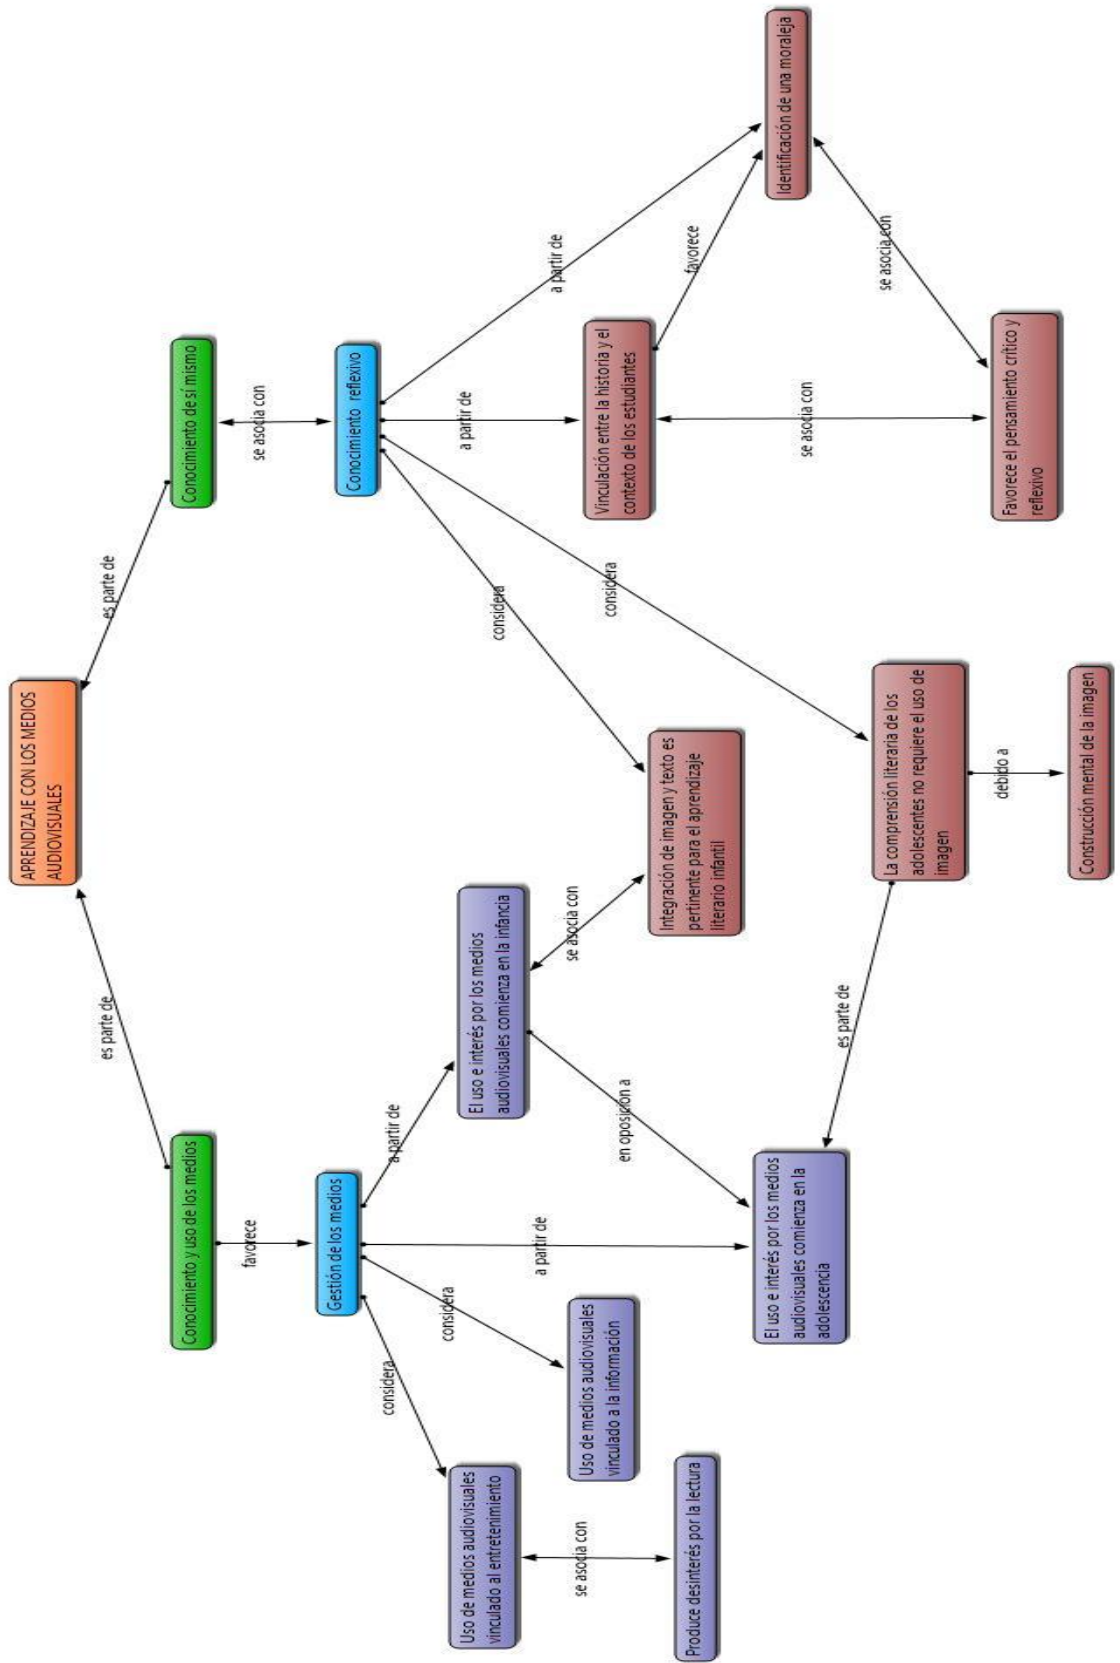 APRENDIZAJE CON LOS MEDIOS
AUDIOVISUALES
es parte de
es parte de
Conocimiento y uso de los medios
Conocimiento de sí mismo
favorece
se asocia con
Gestión de los medios
Conocimiento reflexivo
considera
considera
a partir de
a partir de
considera
considera
a partir de
a partir de
Uso de medios audiovisuales
vinculado al entretenimiento
El uso e interés por los medios
audiovisuales comienza en la infancia
Uso de medios audiovisuales
vinculado a la información
en oposicion a
se asocia con
Vinculación entre la historia y el
contexto de los estudiantes
favorece
se asocia con
Produce desinterés por la lectura
Integración de imagen y texto es
pertinente para el aprendizaje
literario infantil
El uso e interés por los medios
audiovisuales comienza en la
adolescencia
Identificación de una moraleja
es parte de
se asocia con
se asocia con
La comprensión literaria de los
adolescentes no requiere el uso de
imagen
debido a
Favorece el pensamiento crítico y
reflexivo
Construcción mental de la imagen